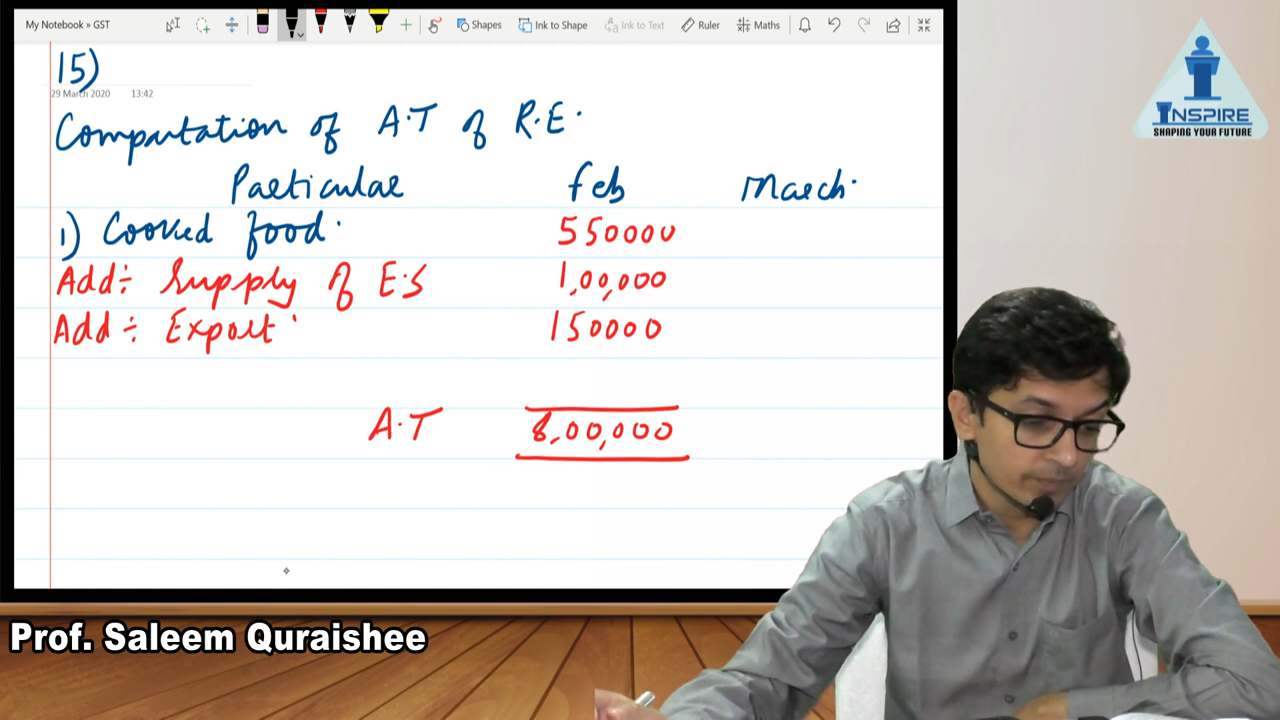 My Notebook » GST
Shapes
Ink to Shape
Ink to Text
Ruler
Maths
15)
29 March 2020 13:42
Computation of A.T of R.E.
Particular Feb March.
1) Cooked food. 550000
Add÷ Supply of E.S 1,00,000
Add÷ Export 150000
A.T 8,00,000
INSPIRE
SHAPING YOUR FUTURE
Prof. Saleem Quraishee